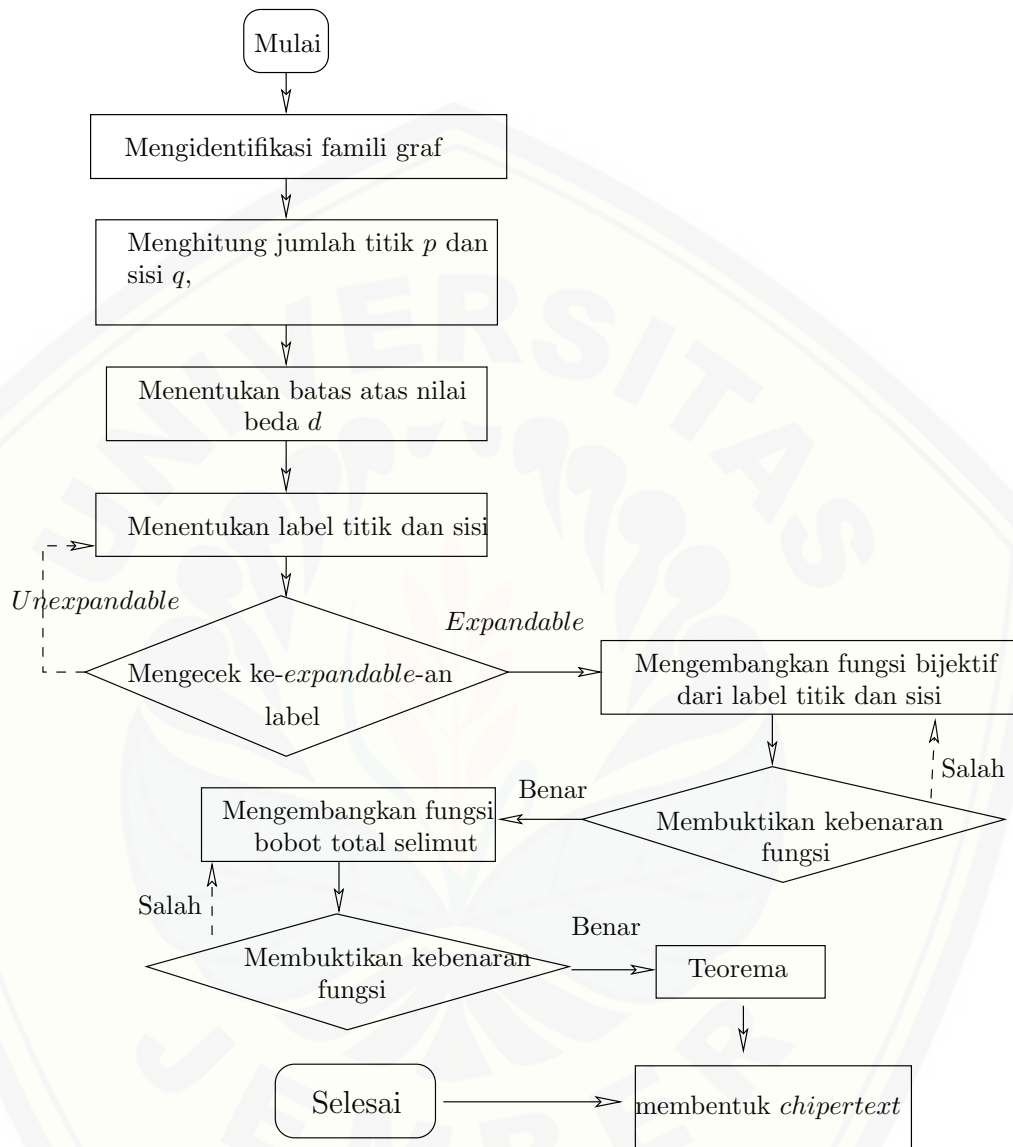 Mulai
Mengidentifikasi famili graf
Menghitung jumlah titik p dan
sisi q,
Menentukan batas atas nilai
beda d
Menentukan label titik dan sisi
Unexpandable
Expandable
Mengecek ke-expandable-an
label
Mengembangkan fungsi bijektif
dari label titik dan sisi
Salah
Benar
Membuktikan kebenaran
fungsi
Mengembangkan fungsi
bobot total selimut
Salah
Benar
Membuktikan kebenaran
fungsi
Teorema
Selesai
membentuk chipertext
UNIVERSITAS
JEMBER